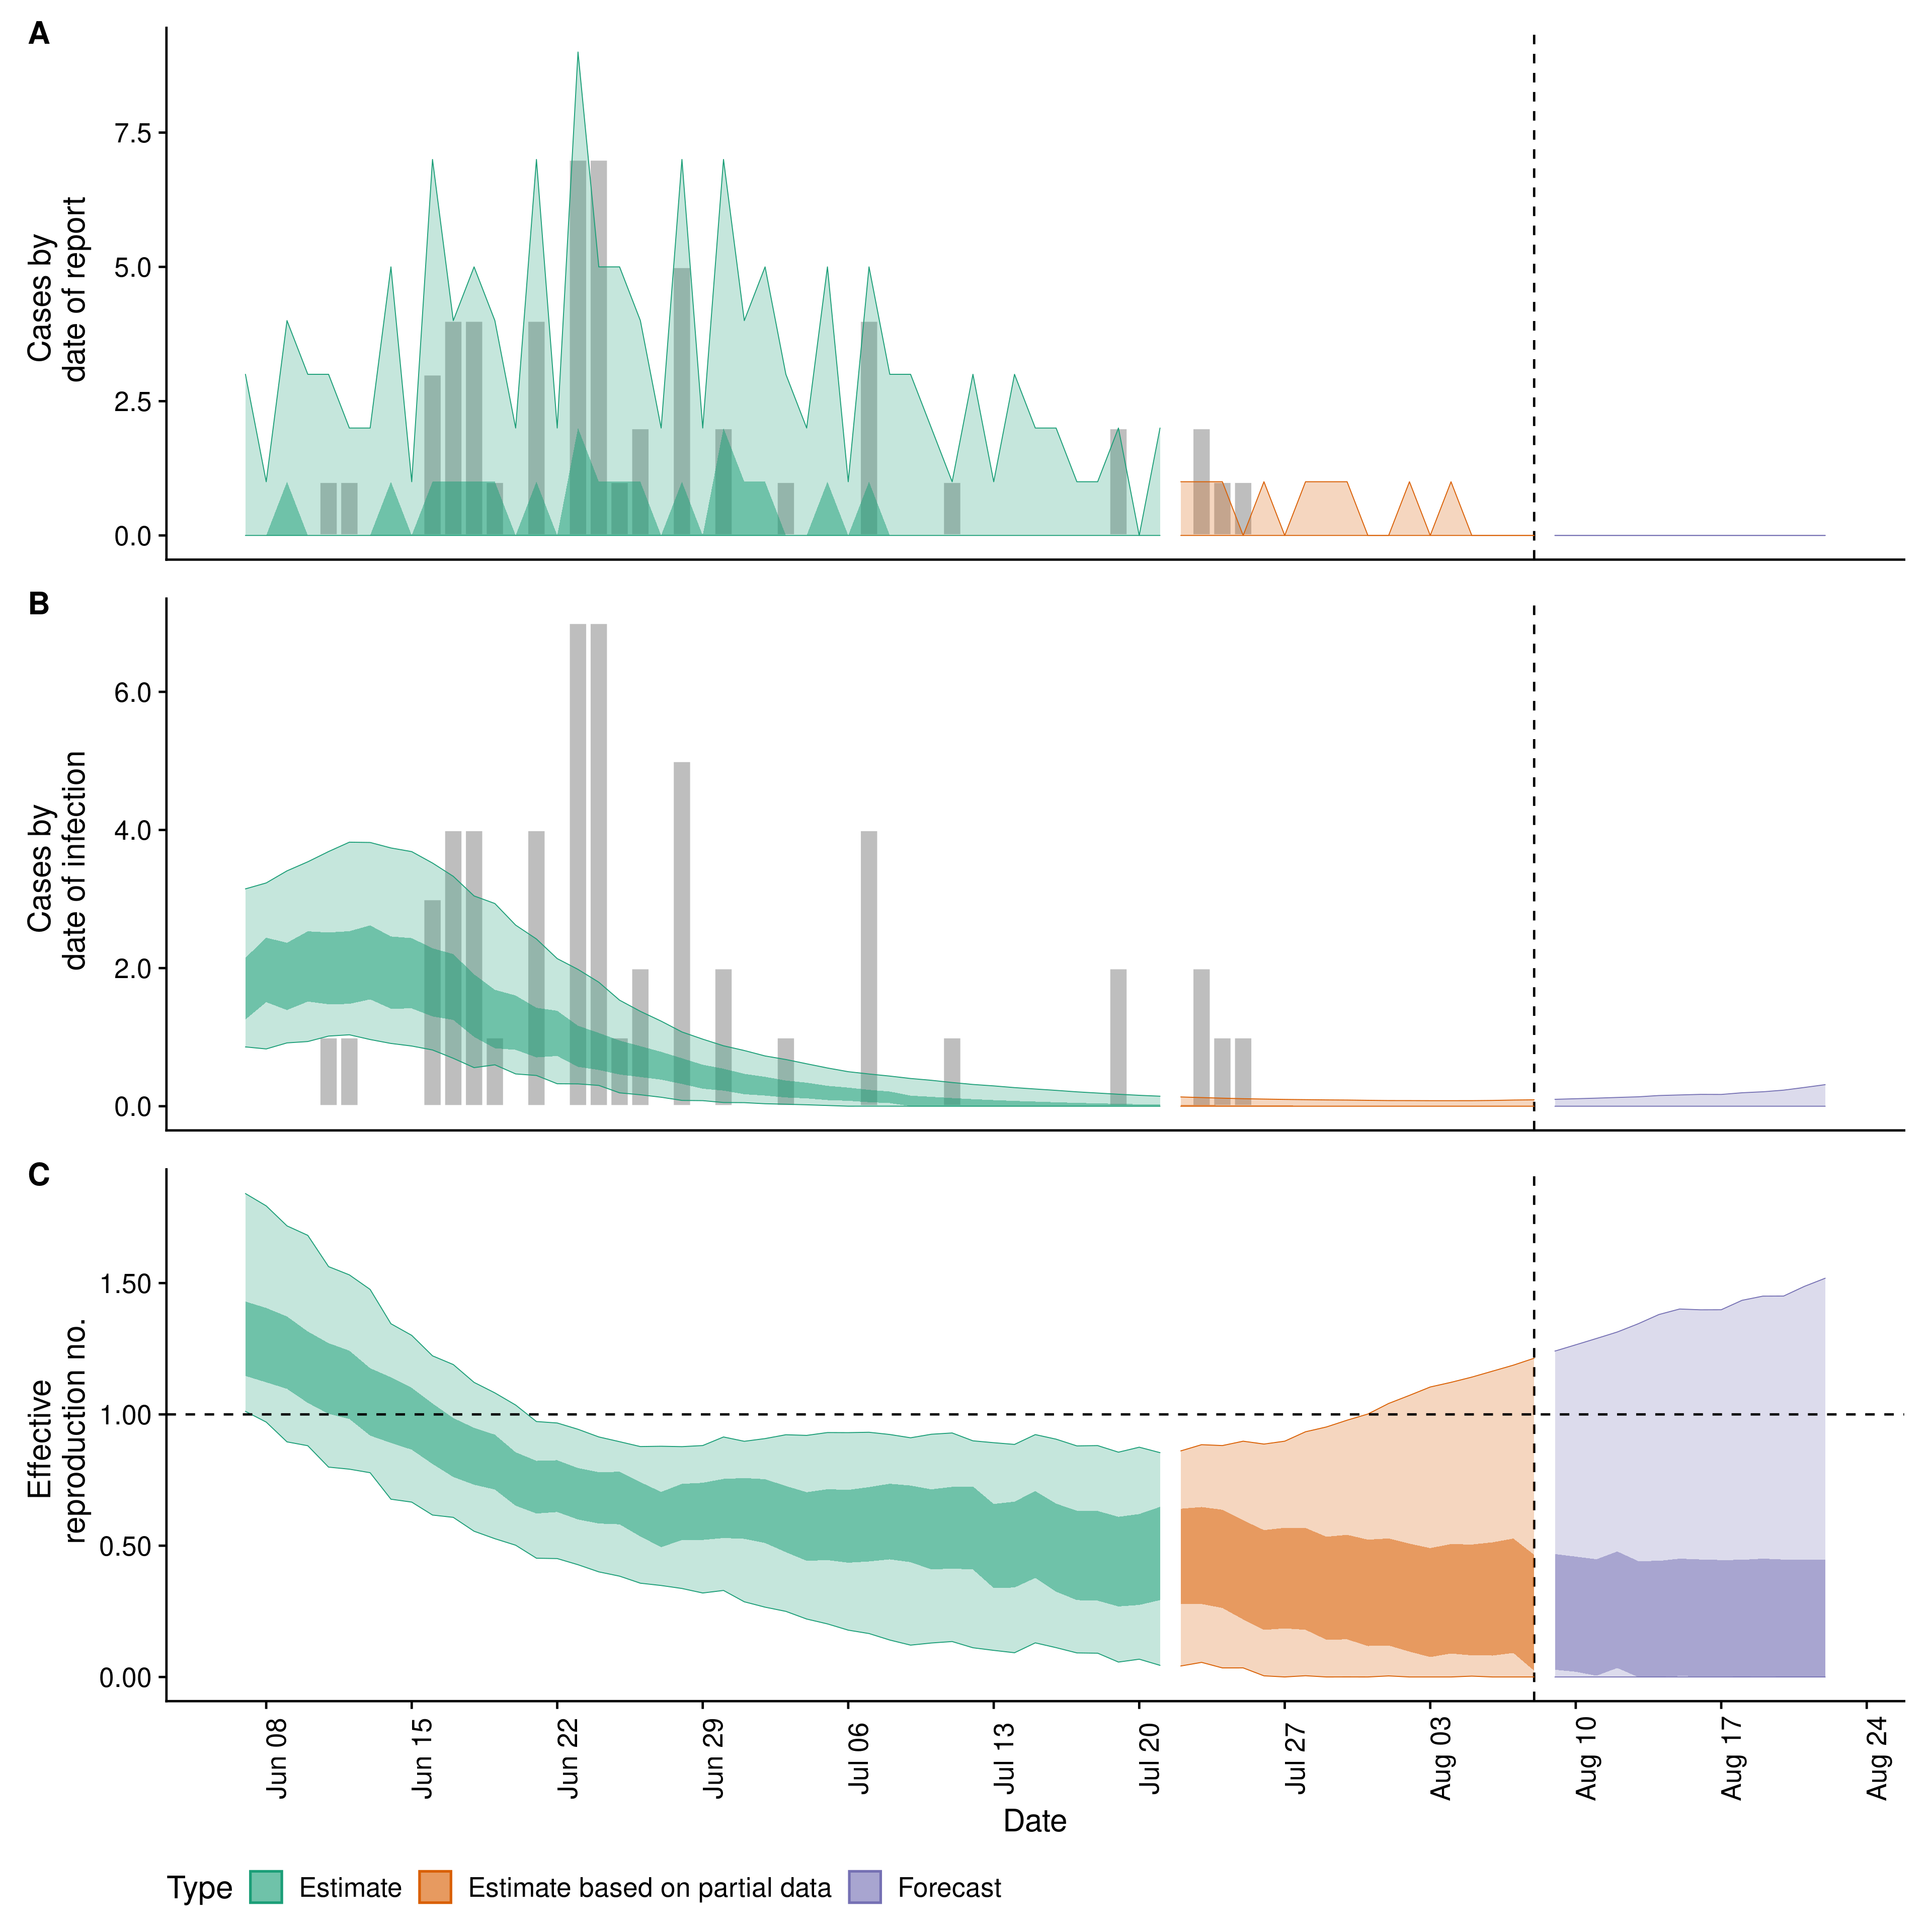 A
7.5
5.0
2.5
0.0
Cases by
date of report
B
6.0
4.0
2.0
0.0
Cases by
date of infection
C
1.50
1.00
0.50
0.00
Effective
reproduction no.
Jun 08
Jun 15
Jun 22
Jun 29
Jul 06
Jul 13
Jul 20
Jul 27
Aug 03
Aug 10
Aug 17
Aug 24
Date
Type Estimate Estimate based on partial data Forecast